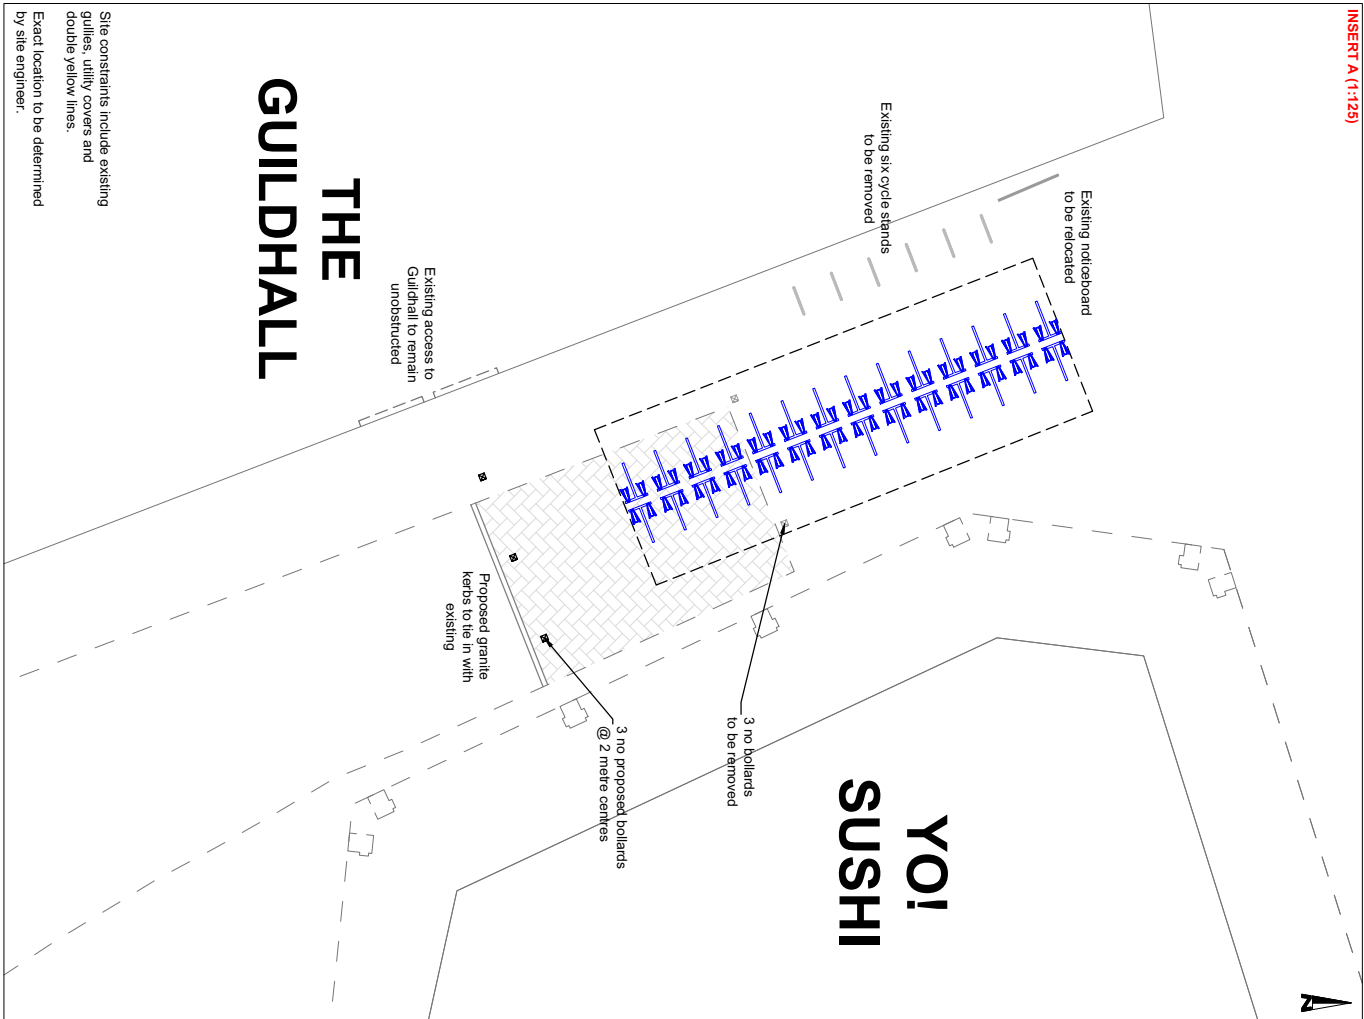 INSERT A (1:125)
Existing noticeboard
to be relocated
Existing six cycle stands
to be removed
YO!
SUSHI
3 no bollards
to be removed
3 no proposed bollards
@ 2 metre centres
Proposed granite
kerbs to tie in with
existing
Existing access to
Guildhall to remain
unobstructed
THE
GUILDHALL
Site constraints include existing
gullies, utility covers and
double yellow lines.
Exact location to be determined
by site engineer.
N